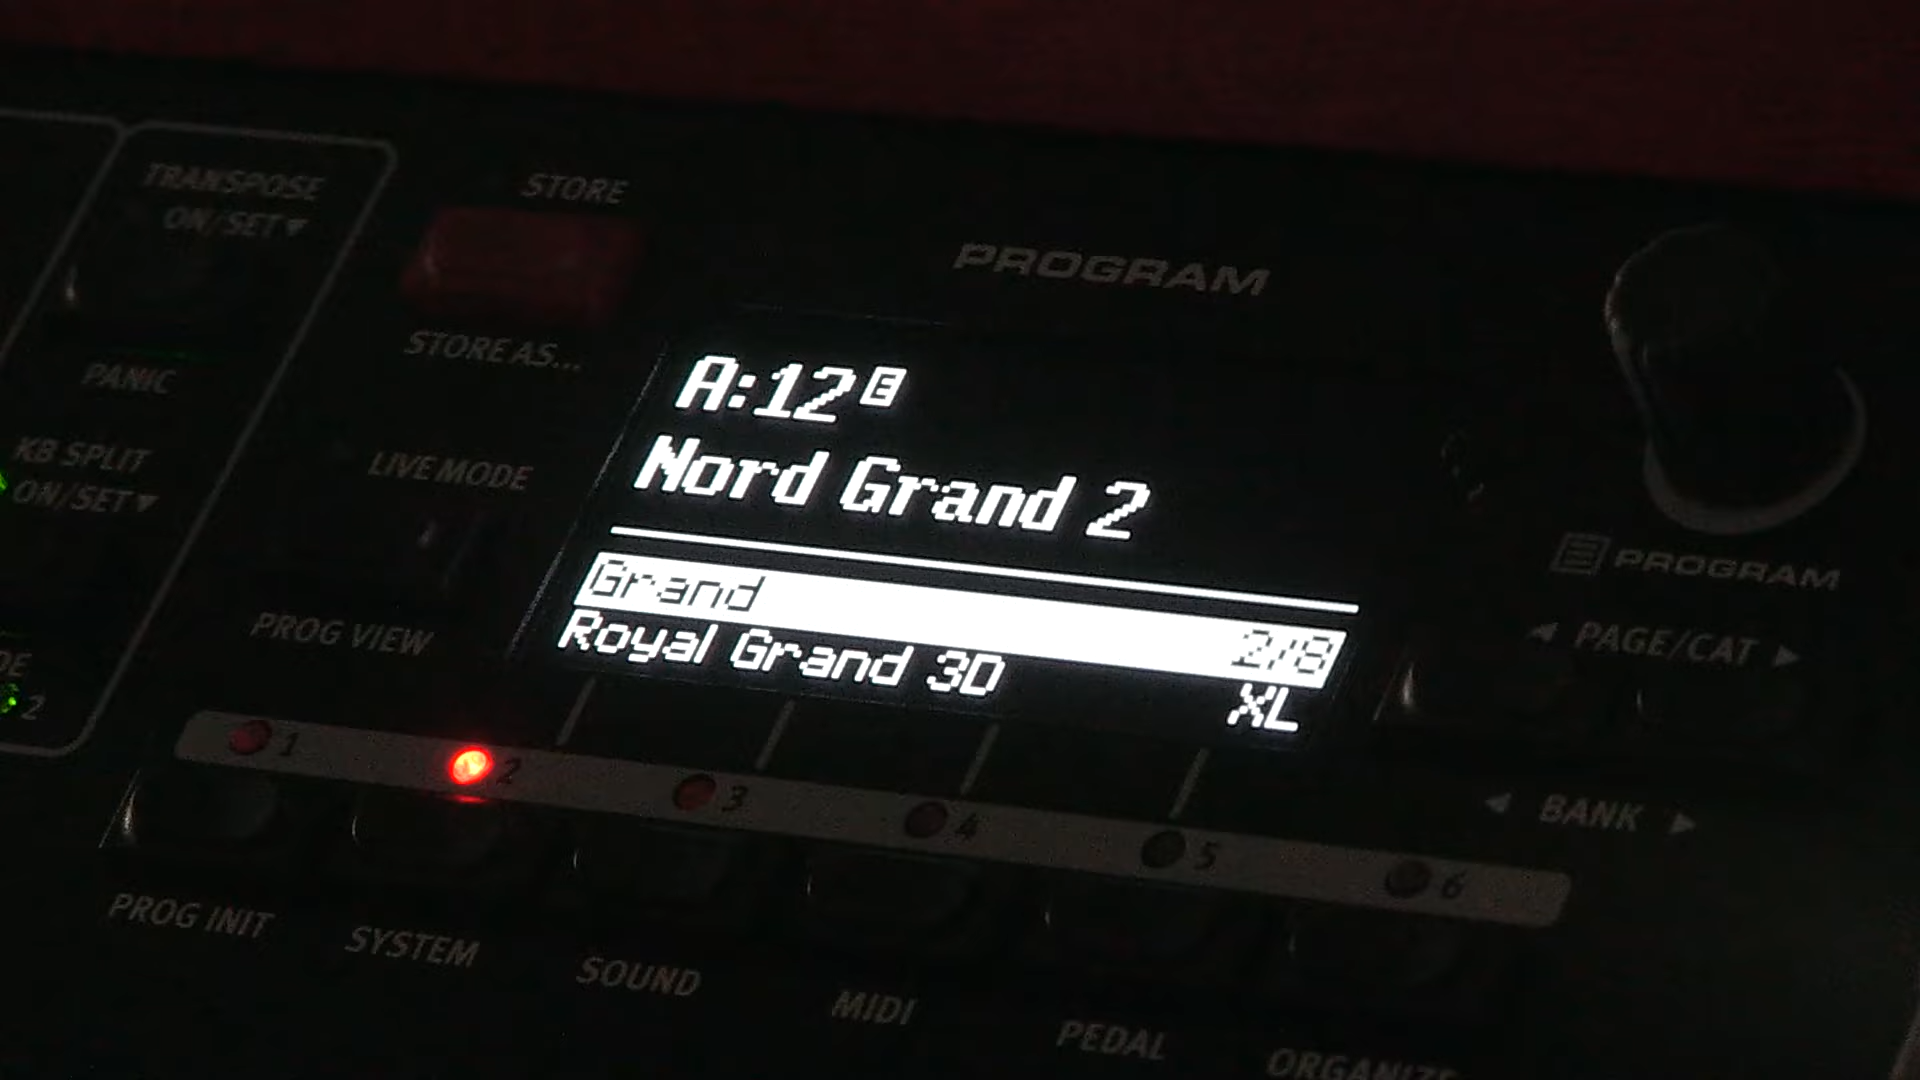 TRANSPOSE
ON/SET▼
PANIC
KB SPLIT
ON/SET▼
2
STORE
STORE AS...
LIVE MODE
PROG VIEW
PROGRAM
A:12 E
Nord Grand 2
Grand 2/8
Royal Grand 3D XL
PROGRAM
◀ PAGE/CAT ▶
◀ BANK ▶
1 2 3 4 5 6
PROG INIT
SYSTEM
SOUND
MIDI
PEDAL
ORGANIZE